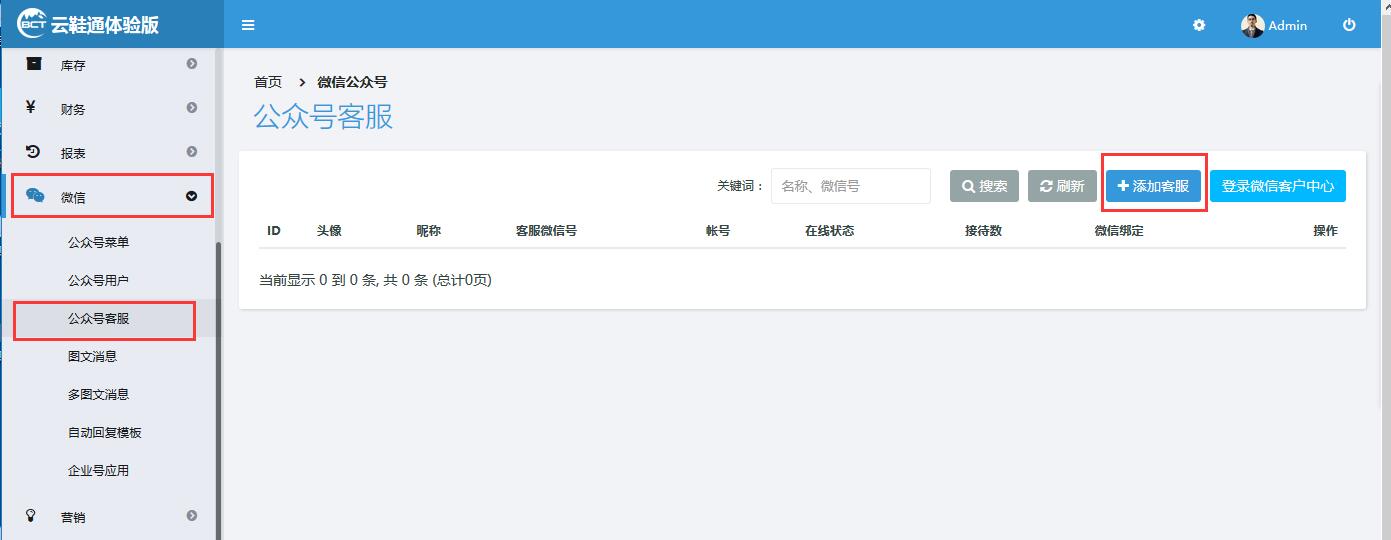 BCT 云鞋通体验版
Admin
库存
¥ 财务
报表
微信
公众号菜单
公众号用户
公众号客服
图文消息
多图文消息
自动回复模板
企业号应用
营销
首页 > 微信公众号
公众号客服
关键词： 名称、微信号 搜索 刷新 添加客服 登录微信客户中心
ID 头像 昵称 客服微信号 帐号 在线状态 接待数 微信绑定 操作
当前显示 0 到 0 条, 共 0 条 (总计0页)